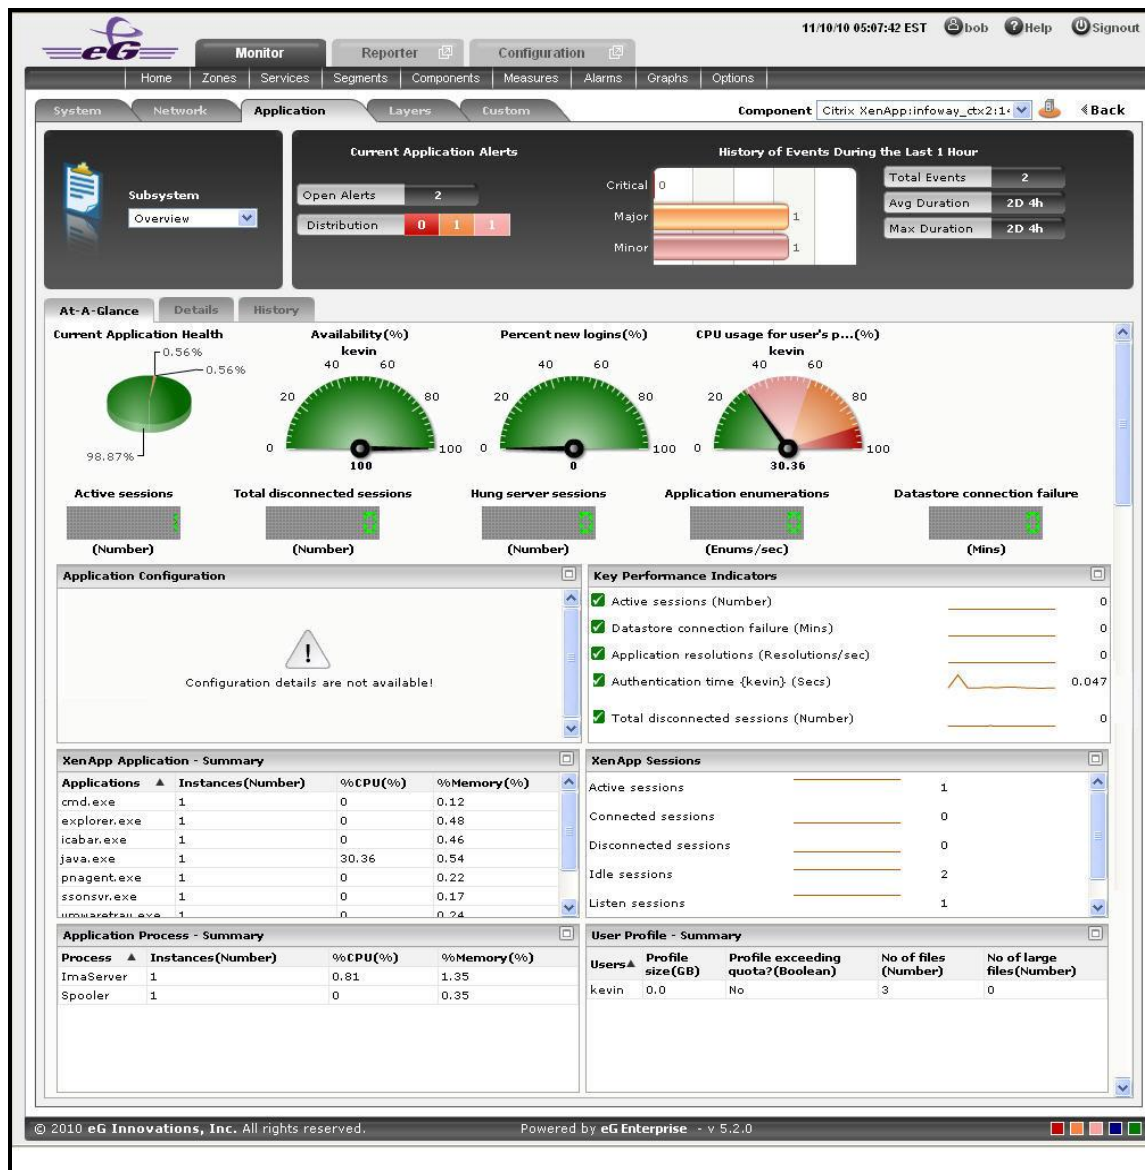 11/10/10 05:07:42 EST bob Help Signout
eG
Monitor Reporter Configuration
Home Zones Services Segments Components Measures Alarms Graphs Options
System Network Application Layers Custom
Component Citrix XenApp:infoway_ctx2:1 Back
Subsystem
Overview
Current Application Alerts
Open Alerts 2
Distribution 0 1 1
History of Events During the Last 1 Hour
Critical 0
Major 1
Minor 1
Total Events 2
Avg Duration 2D 4h
Max Duration 2D 4h
At-A-Glance Details History
Current Application Health
0.56%
0.56%
98.87%
Availability(%)
kevin
0 20 40 60 80 100
100
Percent new logins(%)
0 20 40 60 80 100
0
CPU usage for user's p...(%)
kevin
0 20 40 60 80 100
30.36
Active sessions Total disconnected sessions Hung server sessions Application enumerations Datastore connection failure
1 0 0 0 0
(Number) (Number) (Number) (Enums/sec) (Mins)
Application Configuration
Configuration details are not available!
Key Performance Indicators
Active sessions (Number) 0
Datastore connection failure (Mins) 0
Application resolutions (Resolutions/sec) 0
Authentication time {kevin} (Secs) 0.047
Total disconnected sessions (Number) 0
XenApp Application - Summary
Applications Instances(Number) %CPU(%) %Memory(%)
cmd.exe 1 0 0.12
explorer.exe 1 0 0.48
icabar.exe 1 0 0.46
java.exe 1 30.36 0.54
pnagent.exe 1 0 0.22
ssonsvr.exe 1 0 0.17
vmwaretray.exe 1 0 0.24
XenApp Sessions
Active sessions 1
Connected sessions 0
Disconnected sessions 0
Idle sessions 2
Listen sessions 1
Application Process - Summary
Process Instances(Number) %CPU(%) %Memory(%)
ImaServer 1 0.81 1.35
Spooler 1 0 0.35
User Profile - Summary
Users Profile size(GB) Profile exceeding quota?(Boolean) No of files (Number) No of large files(Number)
kevin 0.0 No 3 0
© 2010 eG Innovations, Inc. All rights reserved. Powered by eG Enterprise - v 5.2.0